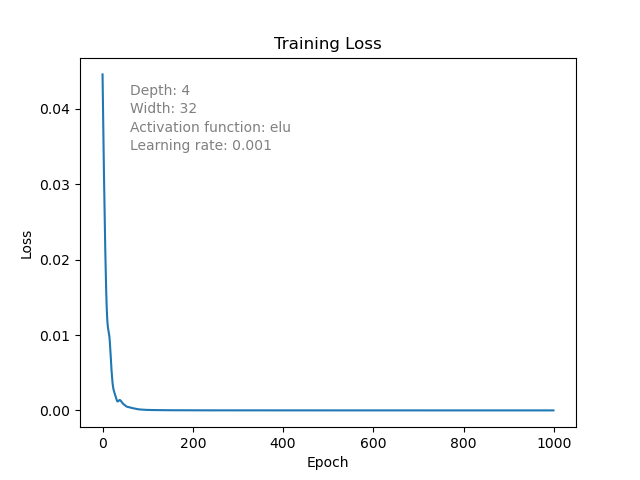 Training Loss
Depth: 4
Width: 32
Activation function: elu
Learning rate: 0.001
0.04
0.03
0.02
0.01
0.00
Loss
0 200 400 600 800 1000
Epoch